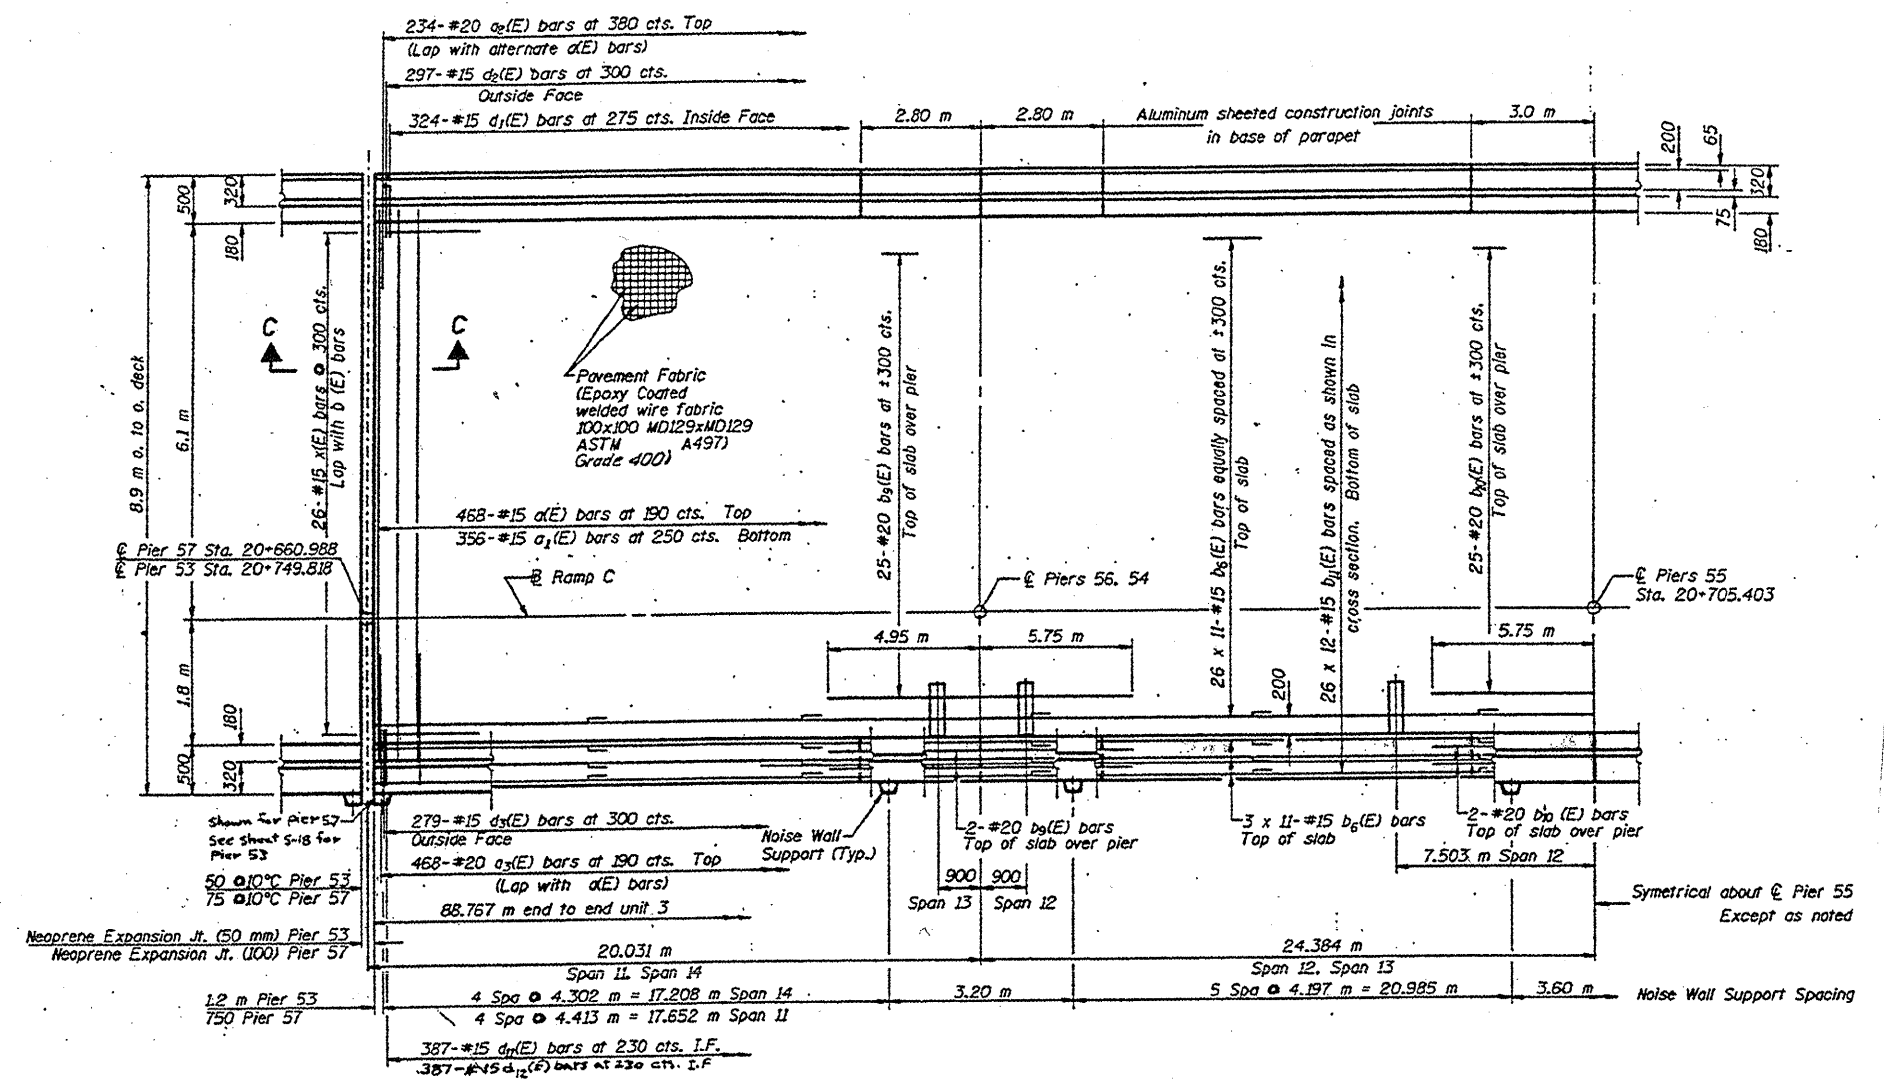 234-#20 a2(E) bars at 380 cts. Top
(Lap with alternate a(E) bars)
297-#15 d2(E) bars at 300 cts.
Outside Face
324-#15 d1(E) bars at 275 cts. Inside Face
2.80 m
2.80 m
Aluminum sheeted construction joints
in base of parapet
3.0 m
200
65
320
75
180
500
320
180
8.9 m o. to o. deck
6.1 m
1.8 m
180
500
320
C
C
26-#15 x(E) bars @ 300 cts.
Lap with b (E) bars
Pavement Fabric
(Epoxy Coated
welded wire fabric
100x100 MD129xMD129
ASTM A497)
Grade 400)
25-#20 b9(E) bars at ±300 cts.
Top of slab over pier
26 x 11-#15 b6(E) bars equally spaced at ±300 cts.
Top of slab
26 x 12-#15 b11(E) bars spaced as shown in
cross section. Bottom of slab
25-#20 b10(E) bars at ±300 cts.
Top of slab over pier
468-#15 a(E) bars at 190 cts. Top
356-#15 a1(E) bars at 250 cts. Bottom
℄ Pier 57 Sta. 20+660.988
℄ Pier 53 Sta. 20+749.818
Ramp C
℄ Piers 56, 54
℄ Piers 55
Sta. 20+705.403
4.95 m
5.75 m
5.75 m
200
Shown for Pier 57
See Sheet S-18 for
Pier 53
279-#15 d3(E) bars at 300 cts.
Outside Face
468-#20 a3(E) bars at 190 cts. Top
(Lap with a(E) bars)
88.767 m end to end unit 3
Noise Wall
Support (Typ.)
2-#20 b9(E) bars
Top of slab over pier
3 x 11-#15 b6(E) bars
Top of slab
2-#20 b10 (E) bars
Top of slab over pier
7.503 m Span 12
900
900
Span 13
Span 12
50 @10°C Pier 53
75 @10°C Pier 57
Symetrical about ℄ Pier 55
Except as noted
Neoprene Expansion Jt. (50 mm) Pier 53
Neoprene Expansion Jt. (100) Pier 57
20.031 m
Span 11, Span 14
24.384 m
Span 12, Span 13
1.2 m Pier 53
750 Pier 57
4 Spa @ 4.302 m = 17.208 m Span 14
4 Spa @ 4.413 m = 17.652 m Span 11
3.20 m
5 Spa @ 4.197 m = 20.985 m
3.60 m
Noise Wall Support Spacing
387-#15 d11(E) bars at 230 cts. I.F.
387-#15 d12(E) bars at 230 cts. I.F